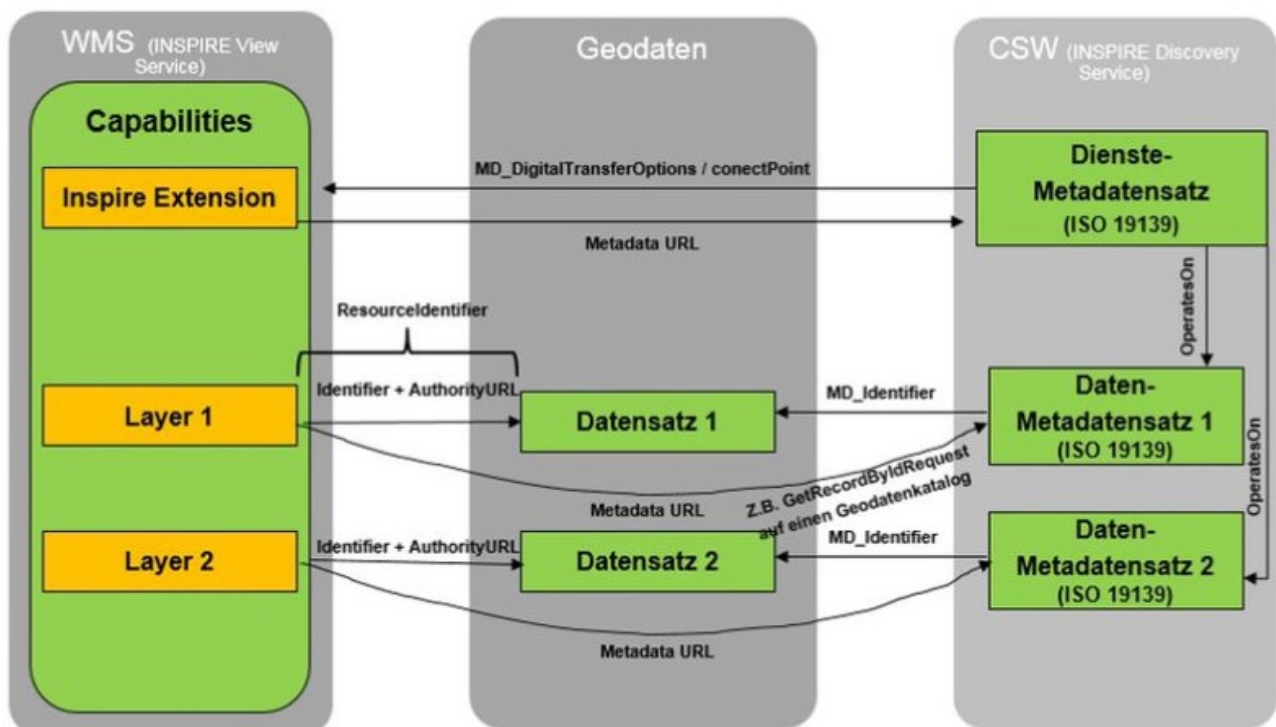 WMS (INSPIRE View
Service)
Capabilities
Inspire Extension
Layer 1
Layer 2
MD_DigitalTransferOptions / conectPoint
Metadata URL
ResourceIdentifier
Identifier + AuthorityURL
Identifier + AuthorityURL
Geodaten
Datensatz 1
Metadata URL
Datensatz 2
Metadata URL
MD_Identifier
Z.B. GetRecordByIdRequest
auf einen Geodatenkatalog
MD_Identifier
CSW (INSPIRE Discovery
Service)
Dienste-
Metadatensatz
(ISO 19139)
OperatesOn
OperatesOn
Daten-
Metadatensatz 1
(ISO 19139)
Daten-
Metadatensatz 2
(ISO 19139)